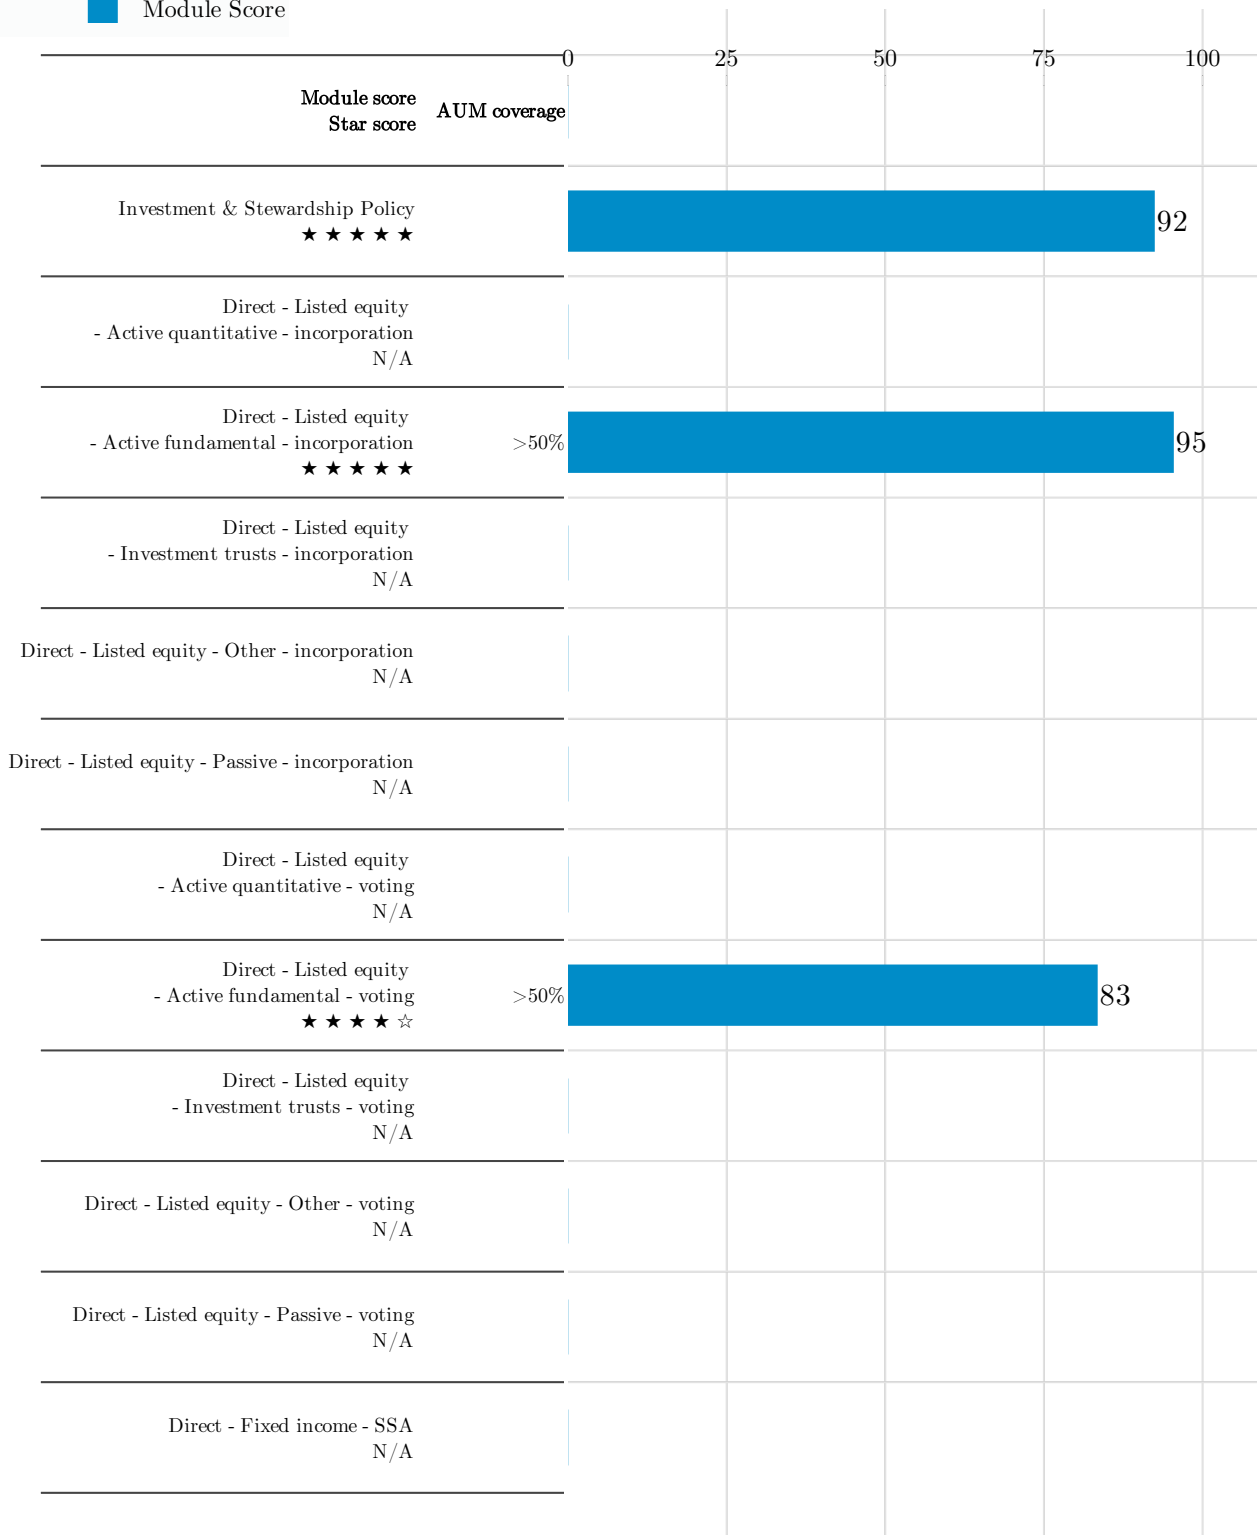 Module Score
0 25 50 75 100
Module score AUM coverage
Star score
Investment & Stewardship Policy
★ ★ ★ ★ ★
92
Direct - Listed equity
- Active quantitative - incorporation
N/A
Direct - Listed equity
- Active fundamental - incorporation
★ ★ ★ ★ ★
>50%
95
Direct - Listed equity
- Investment trusts - incorporation
N/A
Direct - Listed equity - Other - incorporation
N/A
Direct - Listed equity - Passive - incorporation
N/A
Direct - Listed equity
- Active quantitative - voting
N/A
Direct - Listed equity
- Active fundamental - voting
★ ★ ★ ★ ☆
>50%
83
Direct - Listed equity
- Investment trusts - voting
N/A
Direct - Listed equity - Other - voting
N/A
Direct - Listed equity - Passive - voting
N/A
Direct - Fixed income - SSA
N/A